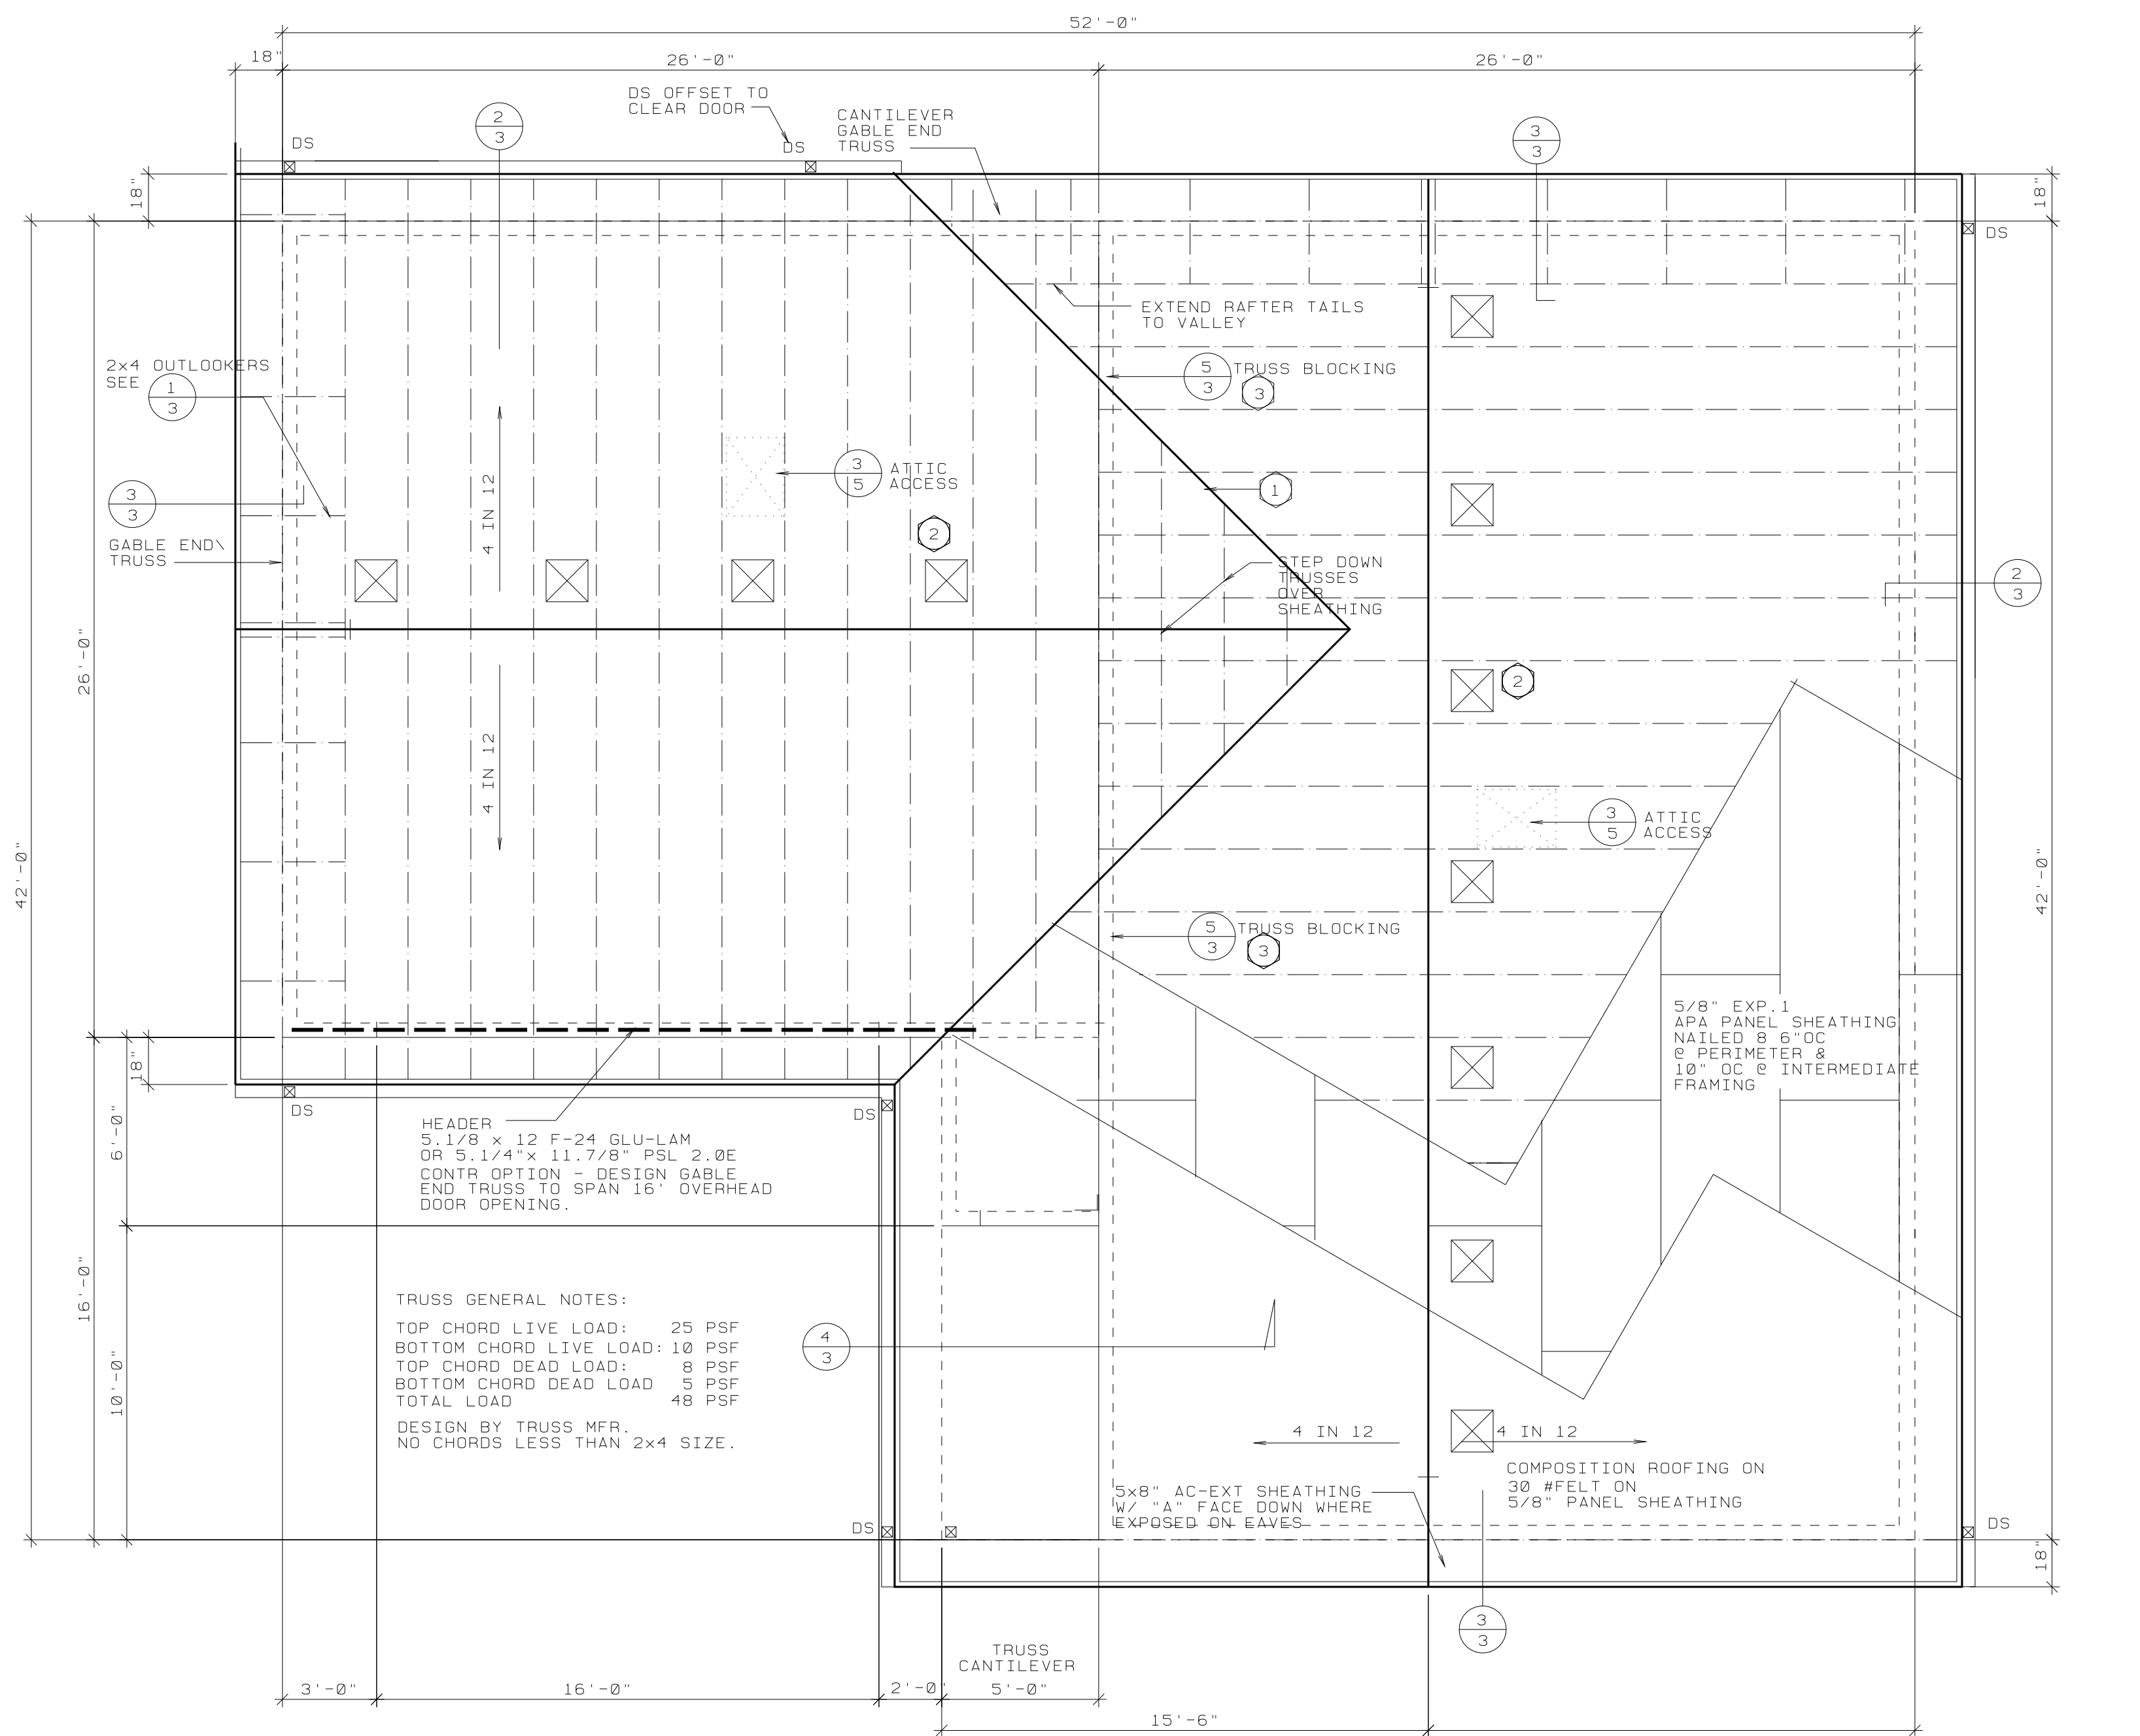 52'-0"
18"
26'-0"
26'-0"
DS OFFSET TO
CLEAR DOOR
CANTILEVER
GABLE END
TRUSS
2
3
3
3
DS
DS
18"
18"
DS
EXTEND RAFTER TAILS
TO VALLEY
2x4 OUTLOOKERS
SEE
1
3
5
3
TRUSS BLOCKING
3
3
5
ATTIC
ACCESS
1
3
3
4 IN 12
2
GABLE END\
TRUSS
STEP DOWN
TRUSSES
OVER
SHEATHING
2
3
26'-0"
2
4 IN 12
3
5
ATTIC
ACCESS
42'-0"
42'-0"
5
3
TRUSS BLOCKING
3
5/8" EXP.1
APA PANEL SHEATHING
NAILED 8 6"OC
@ PERIMETER &
10" OC @ INTERMEDIATE
FRAMING
18"
DS
DS
6'-0"
HEADER
5.1/8 x 12 F-24 GLU-LAM
OR 5.1/4"x 11.7/8" PSL 2.0E
CONTR OPTION - DESIGN GABLE
END TRUSS TO SPAN 16' OVERHEAD
DOOR OPENING.
16'-0"
10'-0"
TRUSS GENERAL NOTES:
TOP CHORD LIVE LOAD: 25 PSF
BOTTOM CHORD LIVE LOAD: 10 PSF
TOP CHORD DEAD LOAD: 8 PSF
BOTTOM CHORD DEAD LOAD 5 PSF
TOTAL LOAD 48 PSF
DESIGN BY TRUSS MFR.
NO CHORDS LESS THAN 2x4 SIZE.
4
3
4 IN 12
4 IN 12
COMPOSITION ROOFING ON
30 #FELT ON
5/8" PANEL SHEATHING
5x8" AC-EXT SHEATHING
W/ "A" FACE DOWN WHERE
EXPOSED ON EAVES
DS
DS
18"
3
3
TRUSS
CANTILEVER
3'-0"
16'-0"
2'-0"
5'-0"
15'-6"